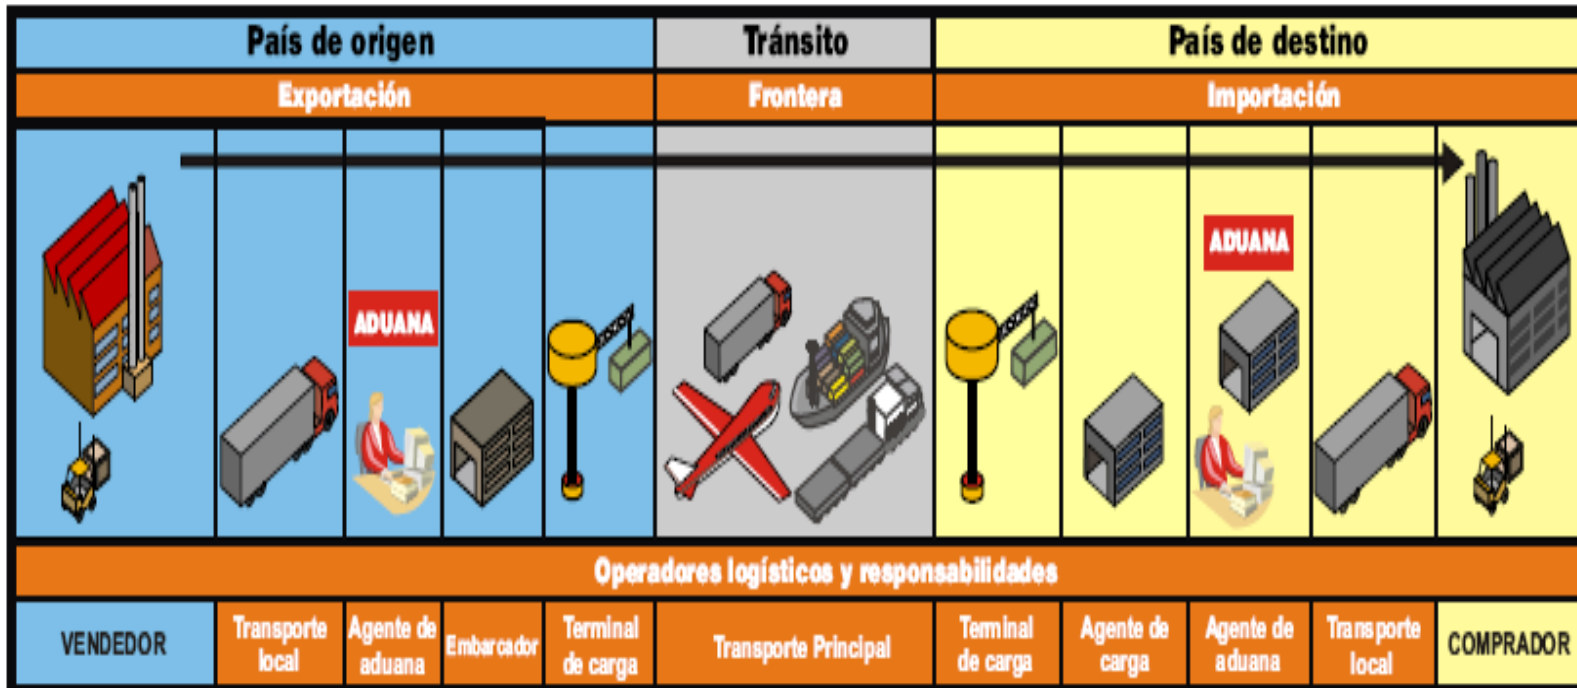 País de origen
Tránsito
País de destino
Exportación
Frontera
Importación
ADUANA
ADUANA
Operadores logísticos y responsabilidades
VENDEDOR
Transporte
local
Agente de
aduana
Embarcador
Terminal
de carga
Transporte Principal
Terminal
de carga
Agente de
carga
Agente de
aduana
Transporte
local
COMPRADOR